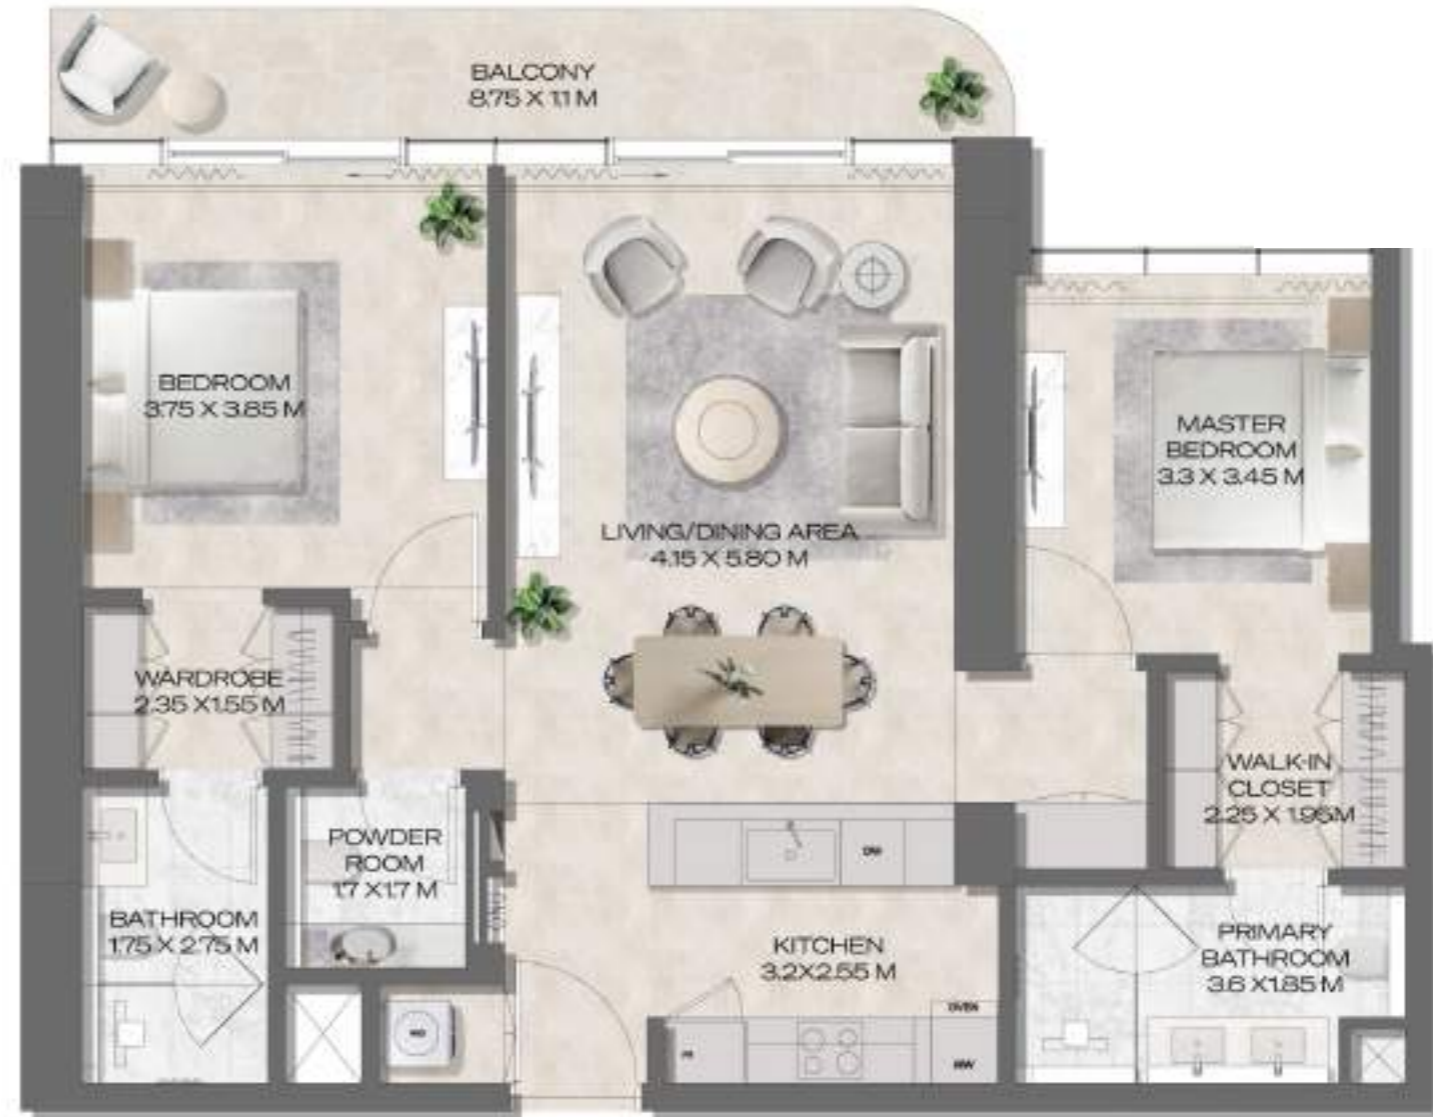 BALCONY
8.75 X 1.1 M
BEDROOM
3.75 X 3.85 M
MASTER
BEDROOM
3.3 X 3.45 M
LIVING/DINING AREA
4.15 X 5.80 M
WARDROBE
2.35 X1.55 M
WALK-IN
CLOSET
2.25 X 1.95M
POWDER
ROOM
1.7 X1.7 M
DW
BATHROOM
1.75 X 2.75 M
KITCHEN
3.2X2.55 M
PRIMARY
BATHROOM
3.6 X1.85 M
OVEN
MW